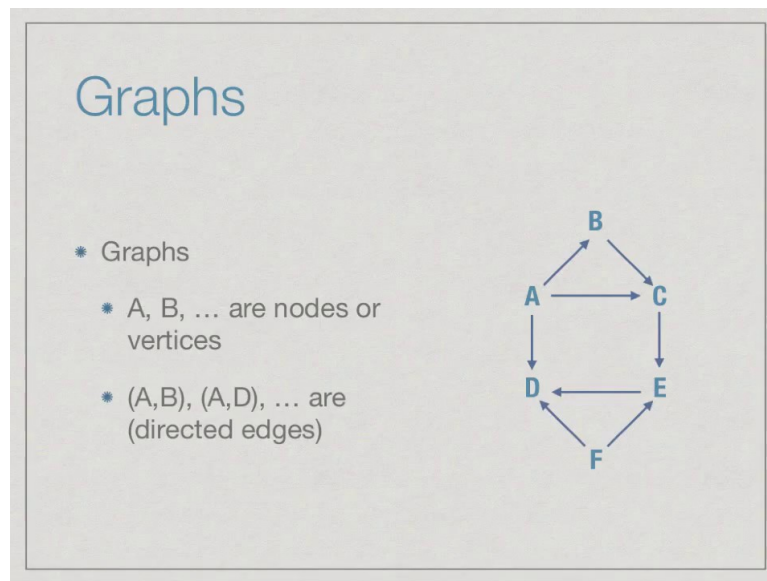 Graphs
Graphs
A, B, … are nodes or
vertices
(A,B), (A,D), … are
(directed edges)
B
A C
D E
F